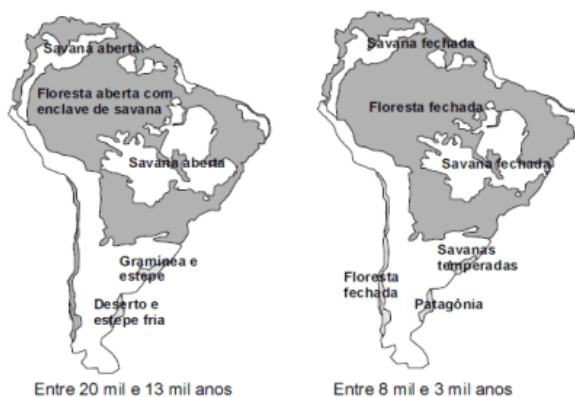 Savana aberta
Floresta aberta com
enclave de savana
Savana aberta
Gramínea e
estepe
Deserto e
estepe fria
Entre 20 mil e 13 mil anos
Savana fechada
Floresta fechada
Savana fechada
Savanas
temperadas
Floresta
fechada
Patagônia
Entre 8 mil e 3 mil anos